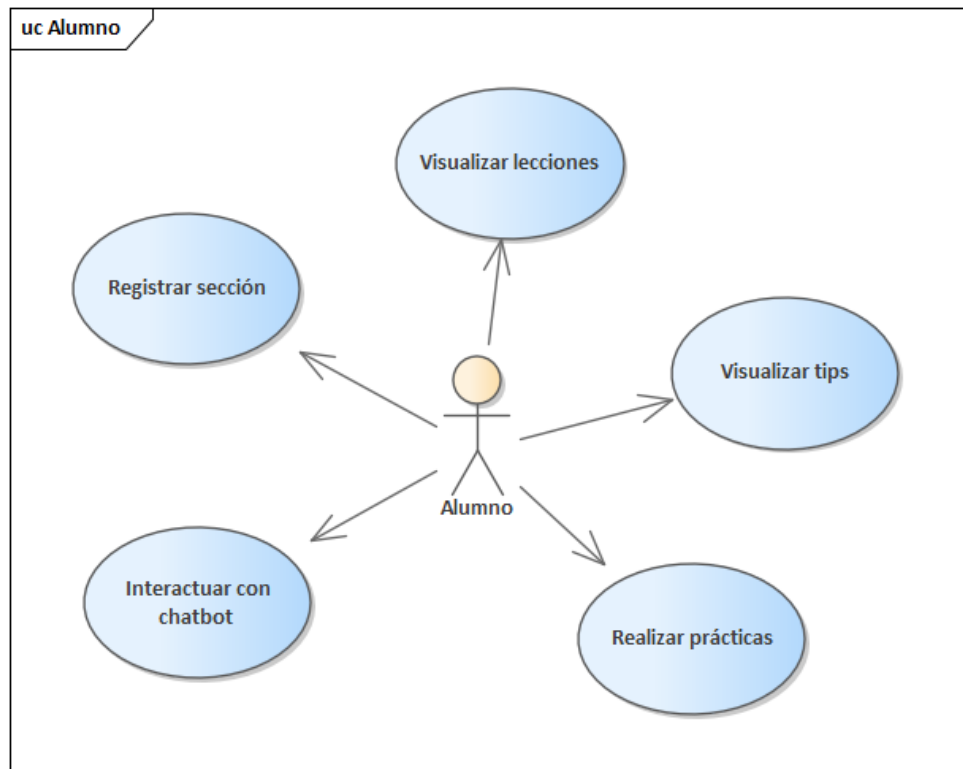 uc Alumno
Visualizar lecciones
Registrar sección
Visualizar tips
Alumno
Interactuar con
chatbot
Realizar prácticas